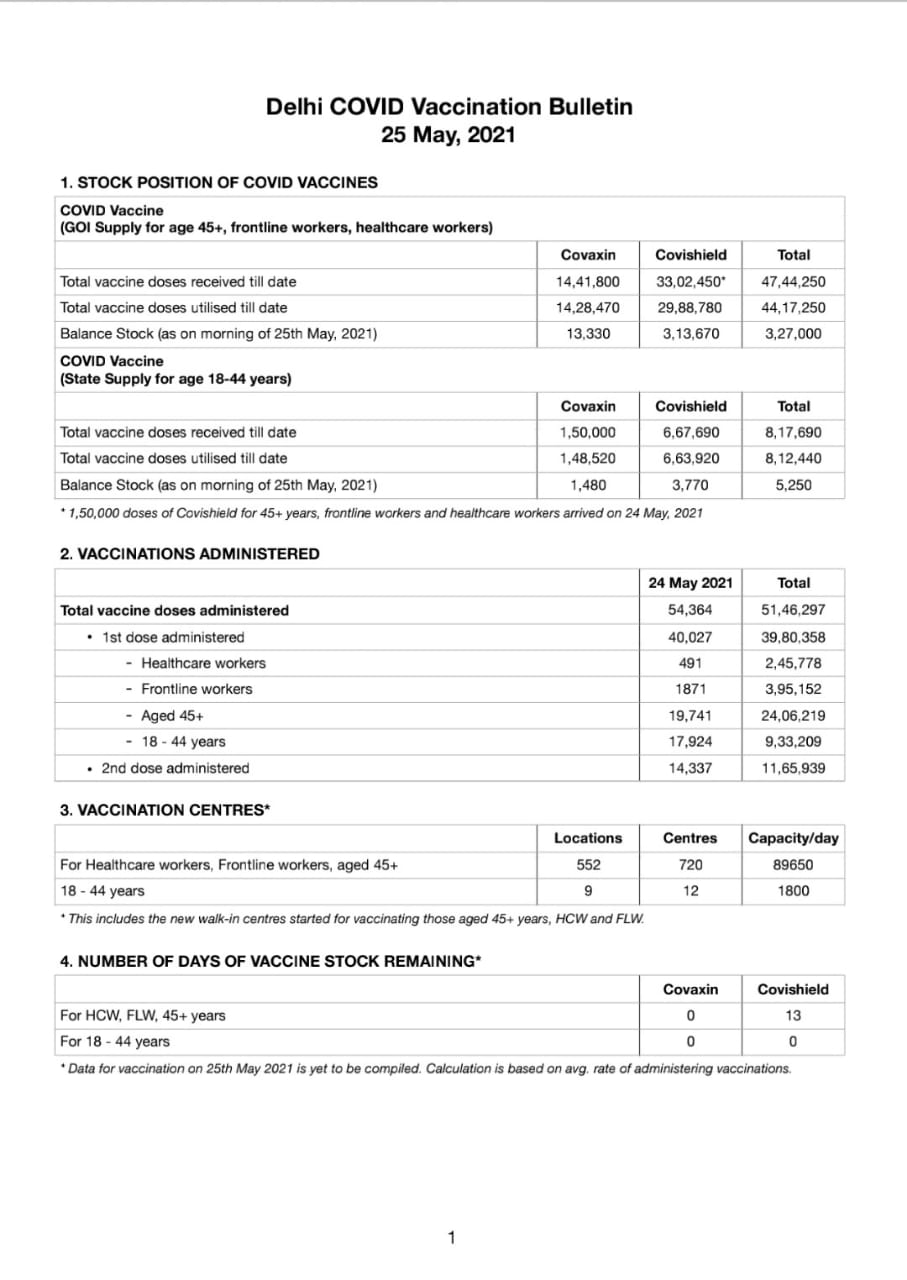 Delhi COVID Vaccination Bulletin
25 May, 2021
1. STOCK POSITION OF COVID VACCINES
COVID Vaccine
(GOI Supply for age 45+, frontline workers, healthcare workers)
Covaxin Covishield Total
Total vaccine doses received till date 14,41,800 33,02,450* 47,44,250
Total vaccine doses utilised till date 14,28,470 29,88,780 44,17,250
Balance Stock (as on morning of 25th May, 2021) 13,330 3,13,670 3,27,000
COVID Vaccine
(State Supply for age 18-44 years)
Covaxin Covishield Total
Total vaccine doses received till date 1,50,000 6,67,690 8,17,690
Total vaccine doses utilised till date 1,48,520 6,63,920 8,12,440
Balance Stock (as on morning of 25th May, 2021) 1,480 3,770 5,250
* 1,50,000 doses of Covishield for 45+ years, frontline workers and healthcare workers arrived on 24 May, 2021
2. VACCINATIONS ADMINISTERED
24 May 2021 Total
Total vaccine doses administered 54,364 51,46,297
• 1st dose administered 40,027 39,80,358
- Healthcare workers 491 2,45,778
- Frontline workers 1871 3,95,152
- Aged 45+ 19,741 24,06,219
- 18 - 44 years 17,924 9,33,209
• 2nd dose administered 14,337 11,65,939
3. VACCINATION CENTRES*
Locations Centres Capacity/day
For Healthcare workers, Frontline workers, aged 45+ 552 720 89650
18 - 44 years 9 12 1800
* This includes the new walk-in centres started for vaccinating those aged 45+ years, HCW and FLW.
4. NUMBER OF DAYS OF VACCINE STOCK REMAINING*
Covaxin Covishield
For HCW, FLW, 45+ years 0 13
For 18 - 44 years 0 0
* Data for vaccination on 25th May 2021 is yet to be compiled. Calculation is based on avg. rate of administering vaccinations.
1